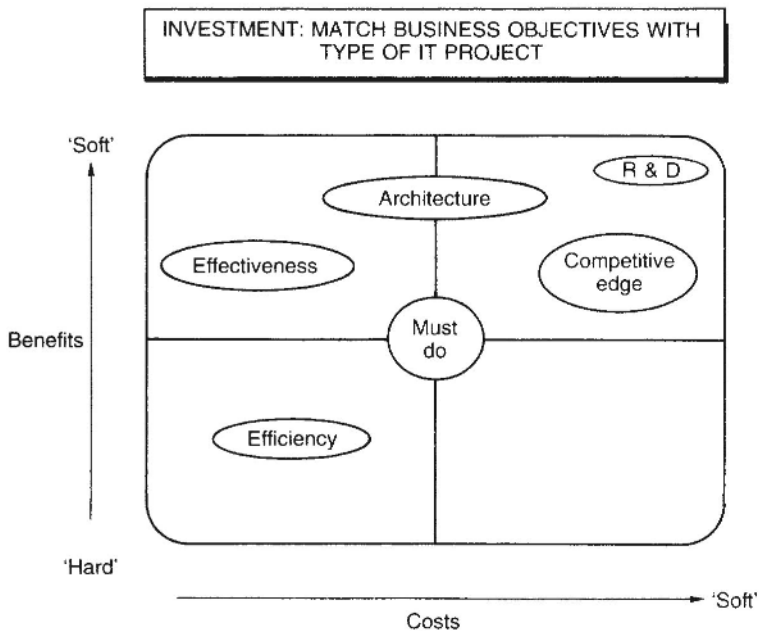 INVESTMENT: MATCH BUSINESS OBJECTIVES WITH
TYPE OF IT PROJECT
'Soft'
R & D
Architecture
Effectiveness
Competitive
edge
Must
do
Benefits
Efficiency
'Hard'
'Soft'
Costs